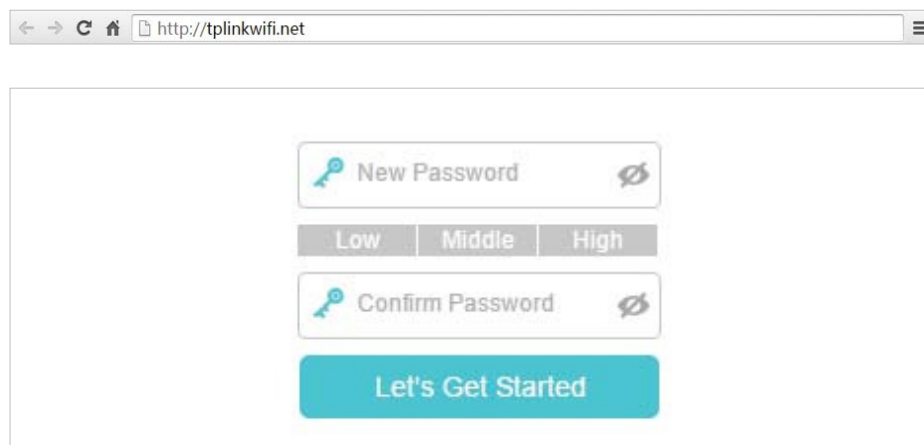 http://tplinkwifi.net
New Password
Low Middle High
Confirm Password
Let's Get Started